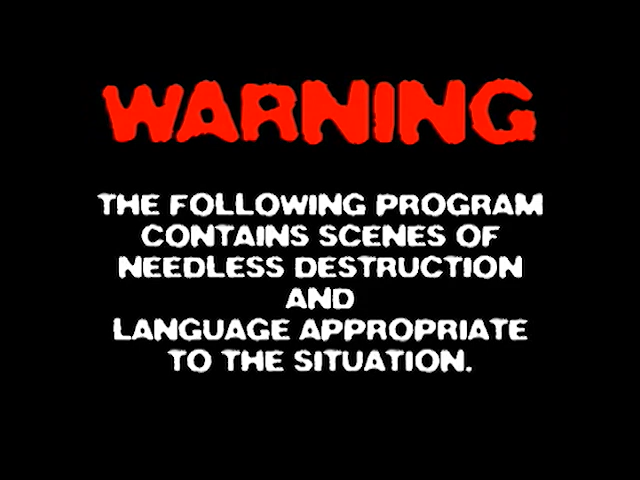 WARNING
THE FOLLOWING PROGRAM
CONTAINS SCENES OF
NEEDLESS DESTRUCTION
AND
LANGUAGE APPROPRIATE
TO THE SITUATION.